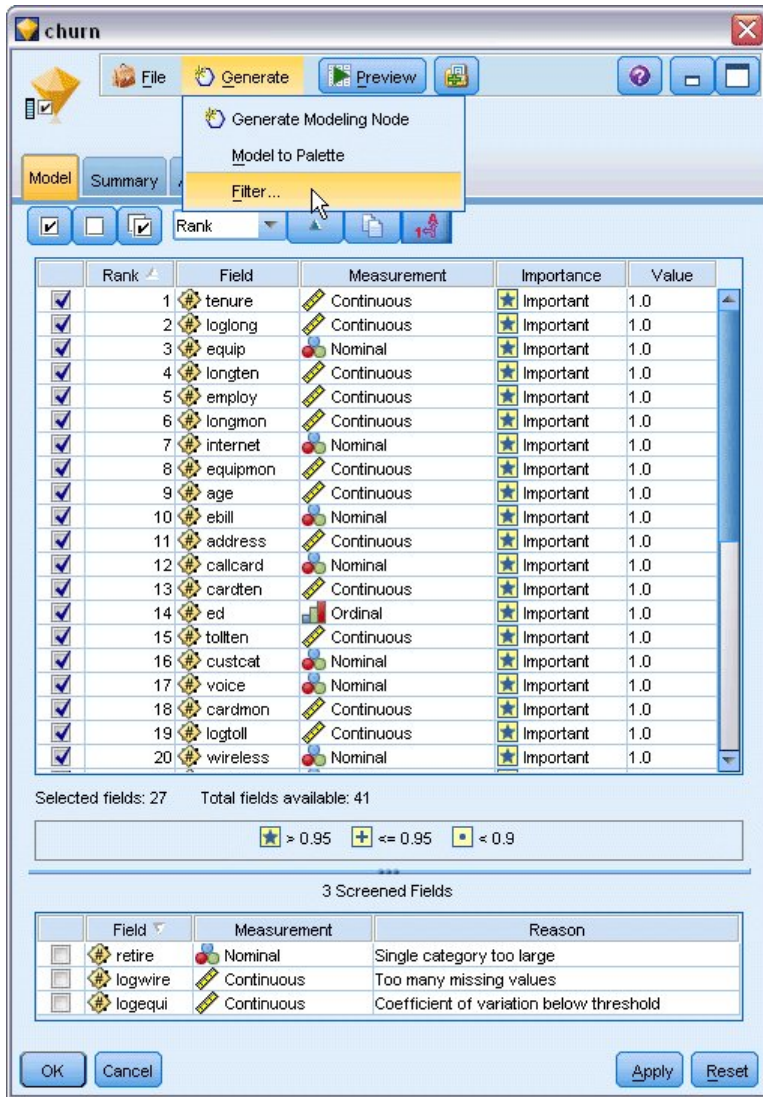 churn
File Generate Preview
Generate Modeling Node
Model to Palette
Filter...
Model Summary A
Rank
Rank Field Measurement Importance Value
1 tenure Continuous Important 1.0
2 loglong Continuous Important 1.0
3 equip Nominal Important 1.0
4 longten Continuous Important 1.0
5 employ Continuous Important 1.0
6 longmon Continuous Important 1.0
7 internet Nominal Important 1.0
8 equipmon Continuous Important 1.0
9 age Continuous Important 1.0
10 ebill Nominal Important 1.0
11 address Continuous Important 1.0
12 callcard Nominal Important 1.0
13 cardten Continuous Important 1.0
14 ed Ordinal Important 1.0
15 tollten Continuous Important 1.0
16 custcat Nominal Important 1.0
17 voice Nominal Important 1.0
18 cardmon Continuous Important 1.0
19 logtoll Continuous Important 1.0
20 wireless Nominal Important 1.0
Selected fields: 27 Total fields available: 41
> 0.95 <= 0.95 < 0.9
3 Screened Fields
Field Measurement Reason
retire Nominal Single category too large
logwire Continuous Too many missing values
logequi Continuous Coefficient of variation below threshold
OK Cancel Apply Reset